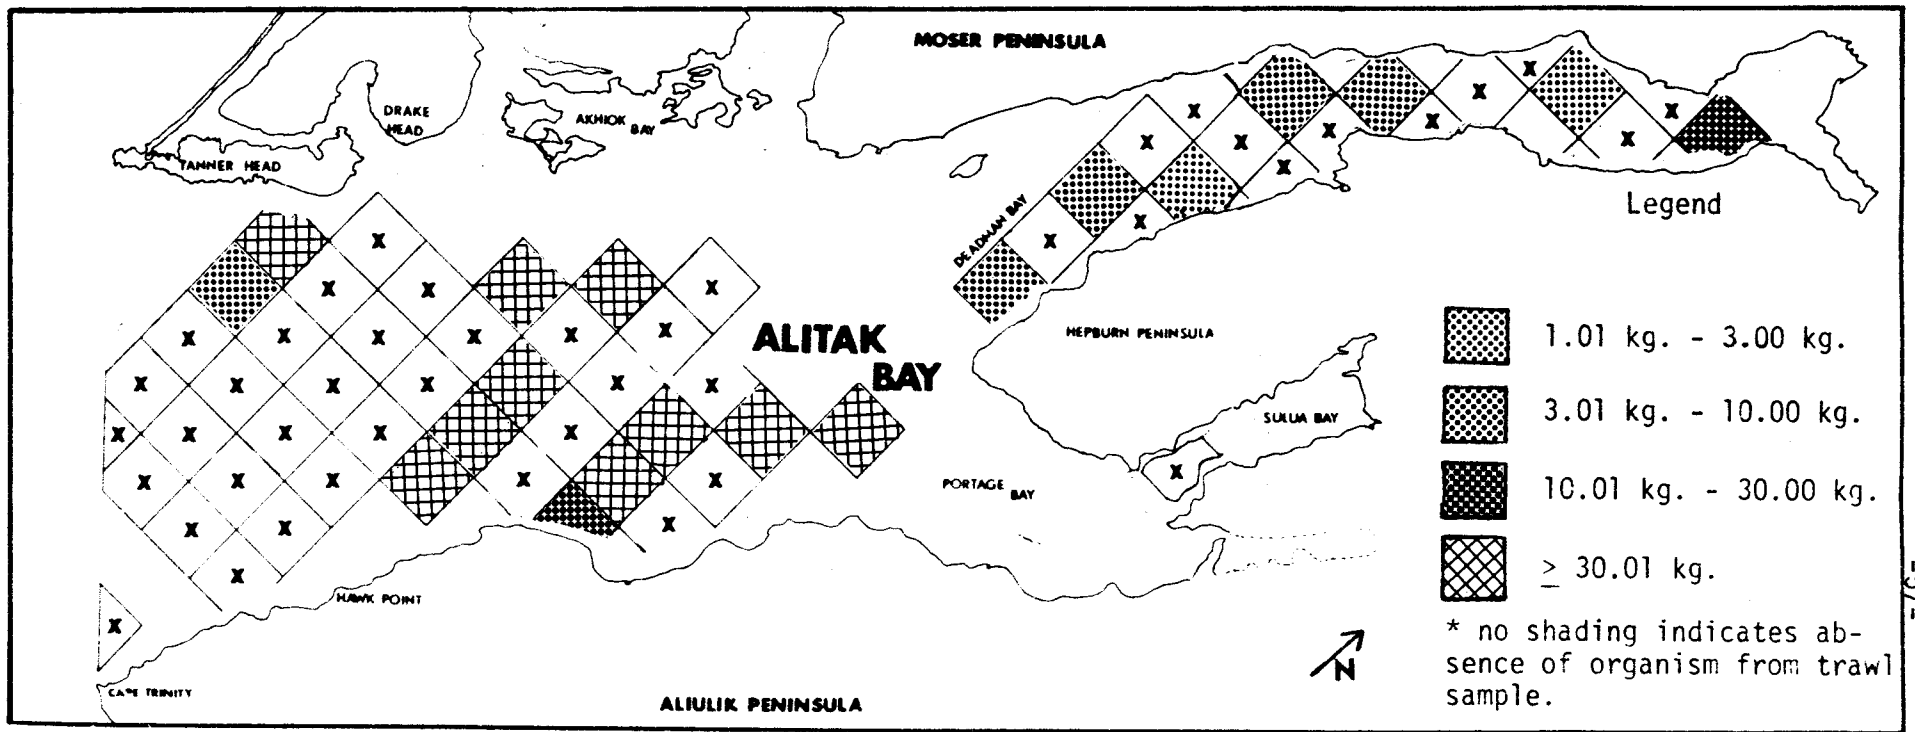 MOSER PENINSULA
DRAKE
HEAD
AKHIOK BAY
TANNER HEAD
DEADMAN BAY
Legend
ALITAK
BAY
HEPBURN PENINSULA
SULUA BAY
PORTAGE BAY
HAWK POINT
CAPE TRINITY
ALIULIK PENINSULA
N
1.01 kg. - 3.00 kg.
3.01 kg. - 10.00 kg.
10.01 kg. - 30.00 kg.
≥ 30.01 kg.
* no shading indicates ab-
sence of organism from trawl
sample.